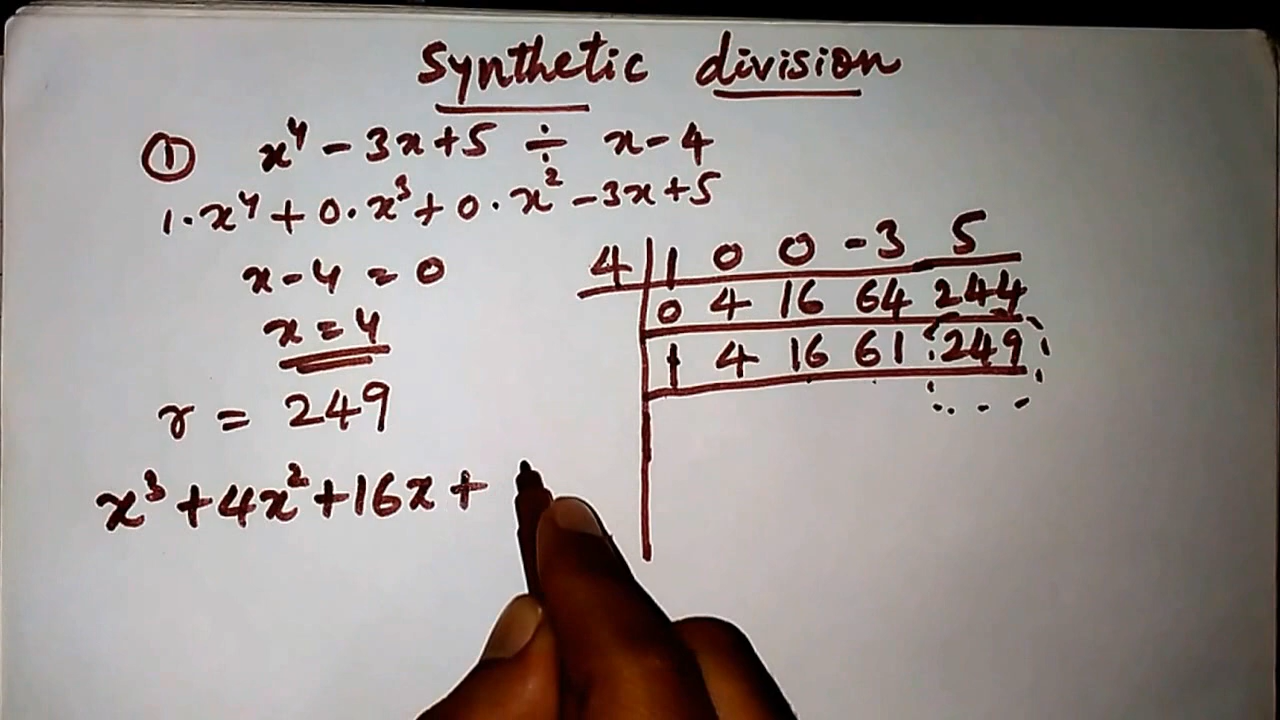 Synthetic division
① x⁴ - 3x + 5 ÷ x - 4
1·x⁴ + 0·x³ + 0·x² - 3x + 5
x - 4 = 0
x = 4
r = 249
x³ + 4x² + 16x +
4 | 1 0 0 -3 5
0 4 16 64 244
1 4 16 61 249